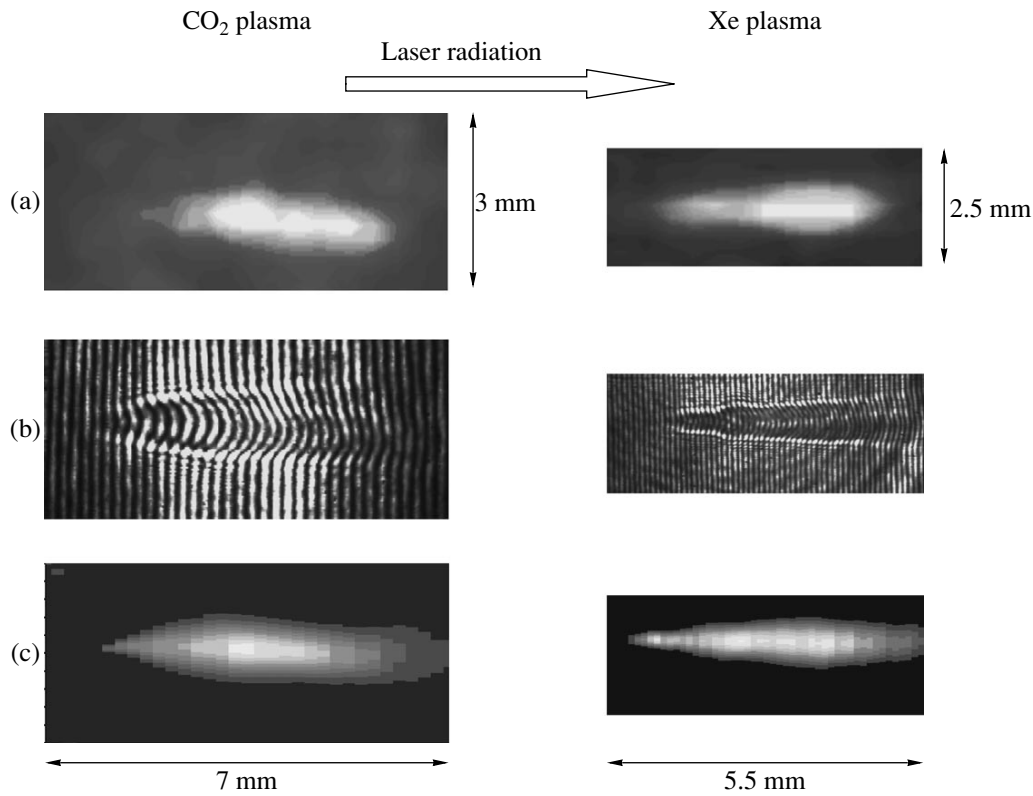 CO₂ plasma
Xe plasma
Laser radiation
(a)
3 mm
2.5 mm
(b)
(c)
7 mm
5.5 mm